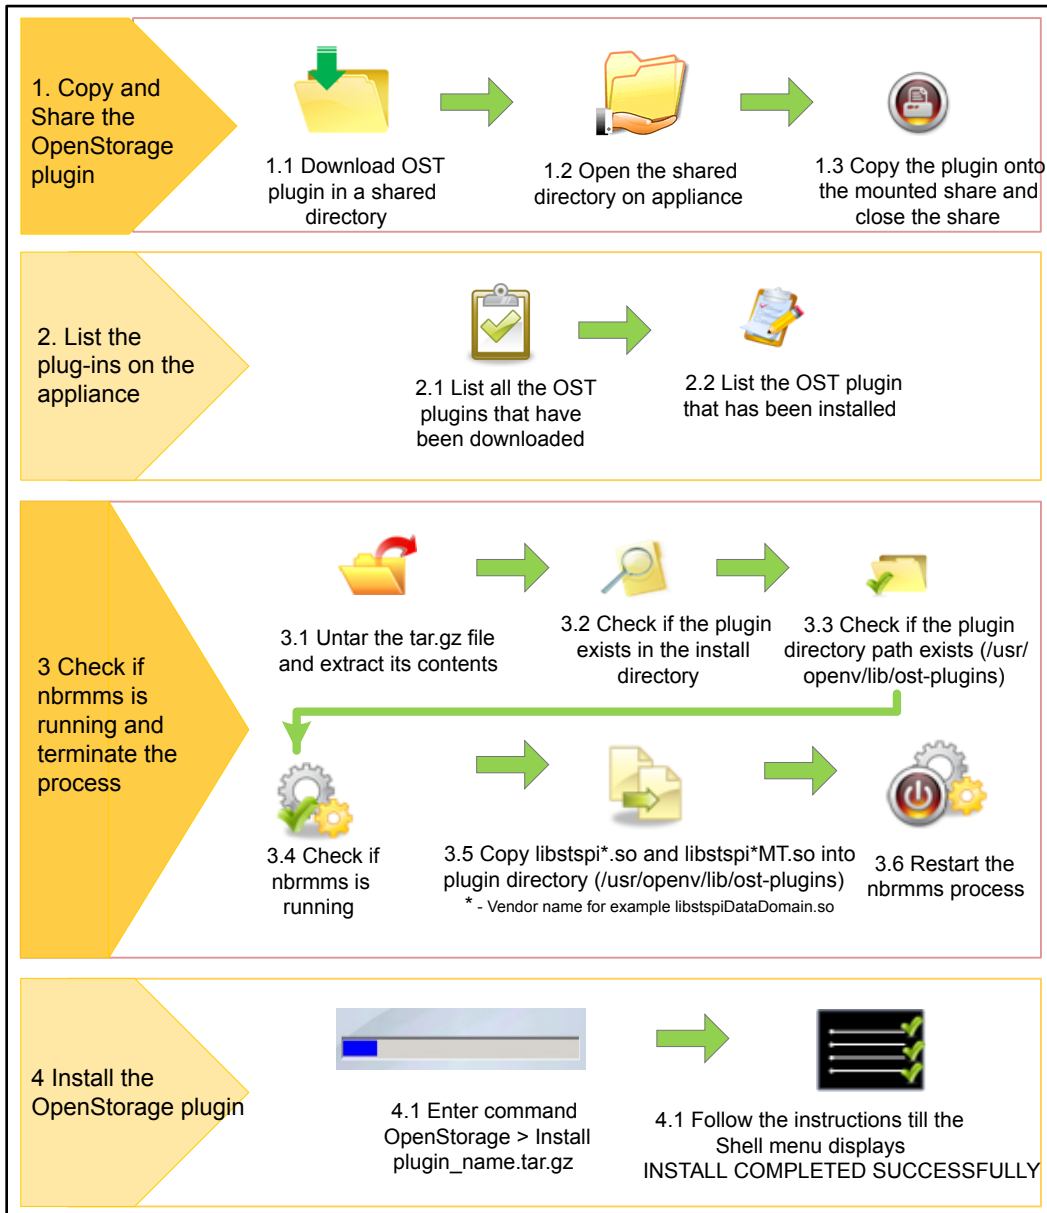 1. Copy and
Share the
OpenStorage
plugin
1.1 Download OST
plugin in a shared
directory
1.2 Open the shared
directory on appliance
1.3 Copy the plugin onto
the mounted share and
close the share
2. List the
plug-ins on the
appliance
2.1 List all the OST
plugins that have
been downloaded
2.2 List the OST plugin
that has been installed
3 Check if
nbrmms is
running and
terminate the
process
3.1 Untar the tar.gz file
and extract its contents
3.2 Check if the plugin
exists in the install
directory
3.3 Check if the plugin
directory path exists (/usr/
openv/lib/ost-plugins)
3.4 Check if
nbrmms is
running
3.5 Copy libstspi*.so and libstspi*MT.so into
plugin directory (/usr/openv/lib/ost-plugins)
* - Vendor name for example libstspiDataDomain.so
3.6 Restart the
nbrmms process
4 Install the
OpenStorage plugin
4.1 Enter command
OpenStorage > Install
plugin_name.tar.gz
4.1 Follow the instructions till the
Shell menu displays
INSTALL COMPLETED SUCCESSFULLY